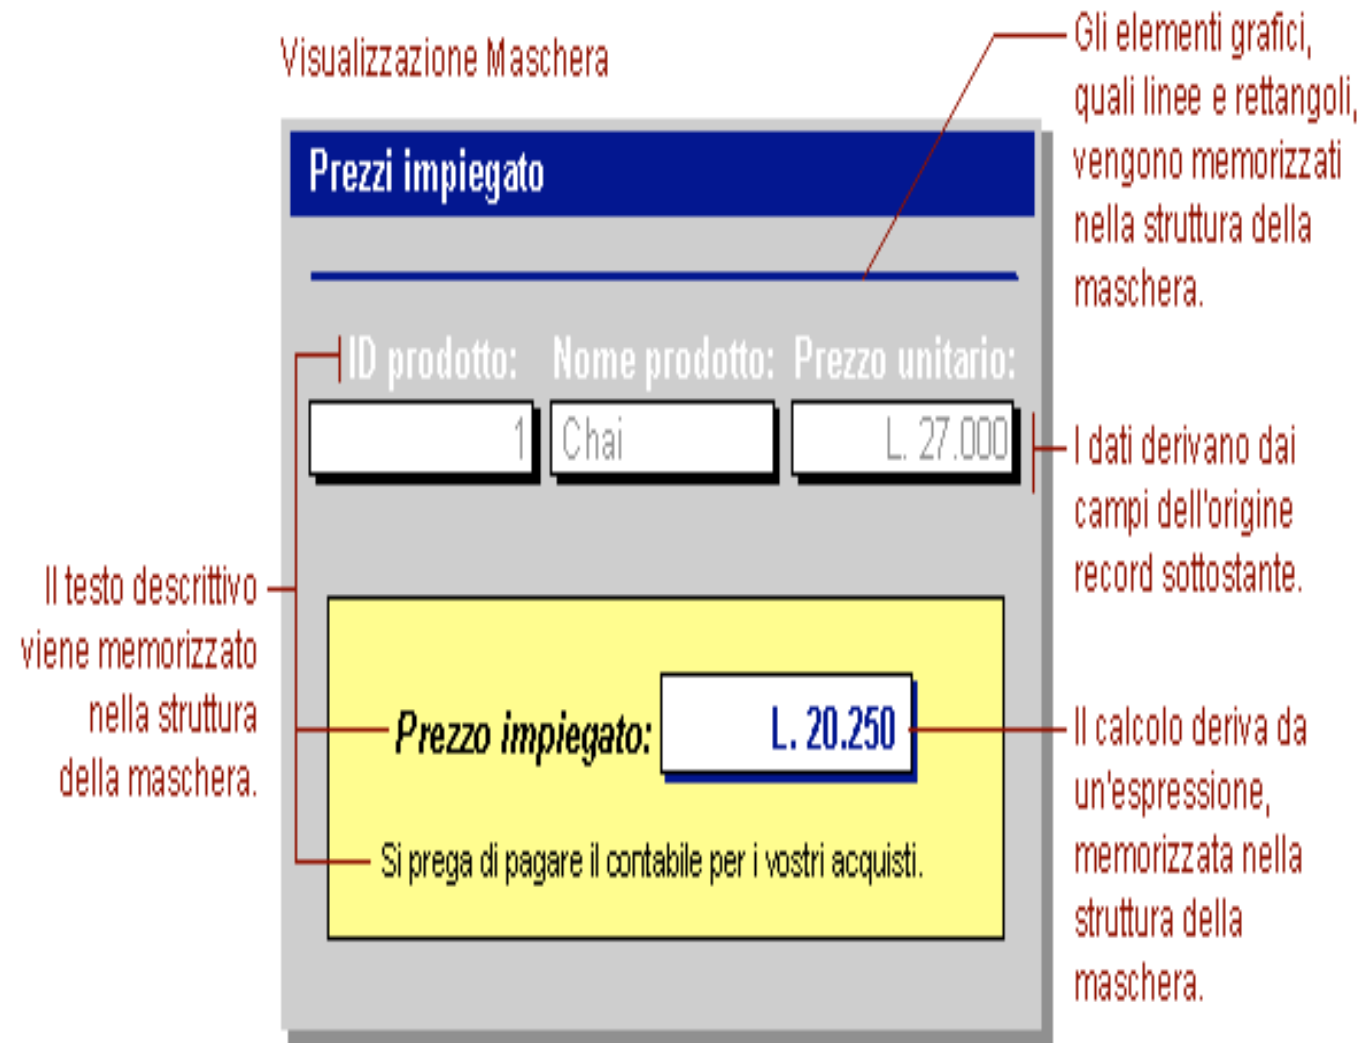 Visualizzazione Maschera
Gli elementi grafici,
quali linee e rettangoli,
vengono memorizzati
nella struttura della
maschera.
Prezzi impiegato
ID prodotto: Nome prodotto: Prezzo unitario:
1 Chai L. 27.000
I dati derivano dai
campi dell'origine
record sottostante.
Il testo descrittivo
viene memorizzato
nella struttura
della maschera.
Prezzo impiegato: L. 20.250
Si prega di pagare il contabile per i vostri acquisti.
Il calcolo deriva da
un'espressione,
memorizzata nella
struttura della
maschera.